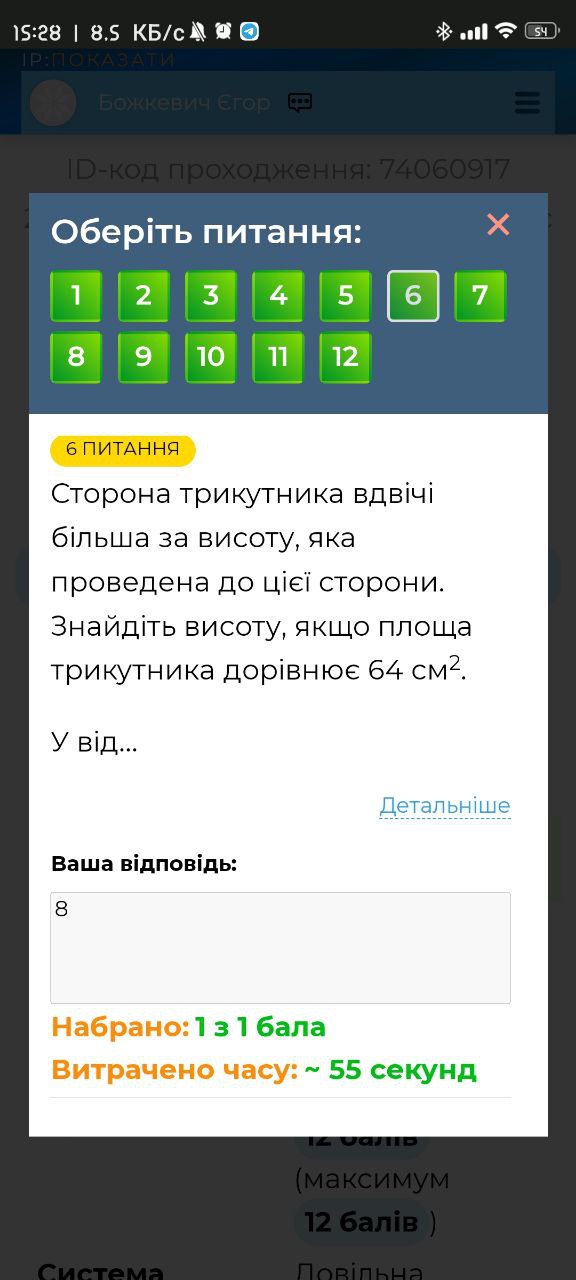 15:28 | 8.5 КБ/с
54
IP:ПОКАЗАТИ
Божкевич Єгор
ID-код проходження: 74060917
Оберіть питання:
1 2 3 4 5 6 7
8 9 10 11 12
6 ПИТАННЯ
Сторона трикутника вдвічі
більша за висоту, яка
проведена до цієї сторони.
Знайдіть висоту, якщо площа
трикутника дорівнює 64 см².
У від...
Детальніше
Ваша відповідь:
8
Набрано: 1 з 1 бала
Витрачено часу: ~ 55 секунд
12 балів
(максимум
12 балів )
Система Довільна